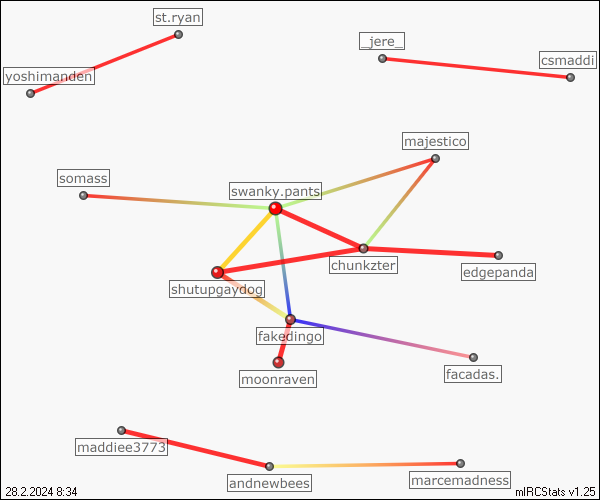 st.ryan
_jere_
csmaddi
yoshimanden
majestico
somass
swanky.pants
chunkzter
edgepanda
shutupgaydog
fakedingo
moonraven
facadas.
maddiee3773
andnewbees
marcemadness
28.2.2024 8:34
mIRCStats v1.25